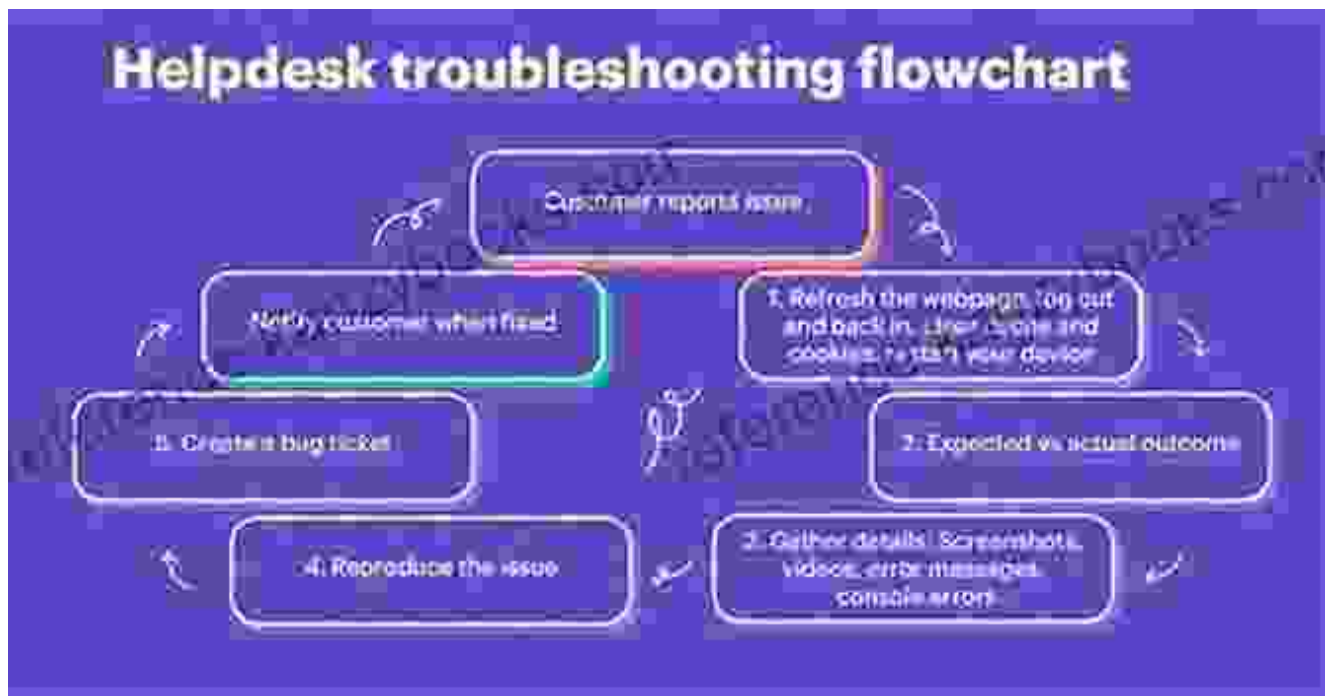 Helpdesk troubleshooting flowchart
Customer reports issue
1. Refresh the webpage, log out
and back in, clear cache and
cookies, restart your device
2. Expected vs actual outcome
3. Gather details: Screenshots,
videos, error messages,
console errors
4. Reproduce the issue
5. Create a bug ticket
Notify customer when fixed